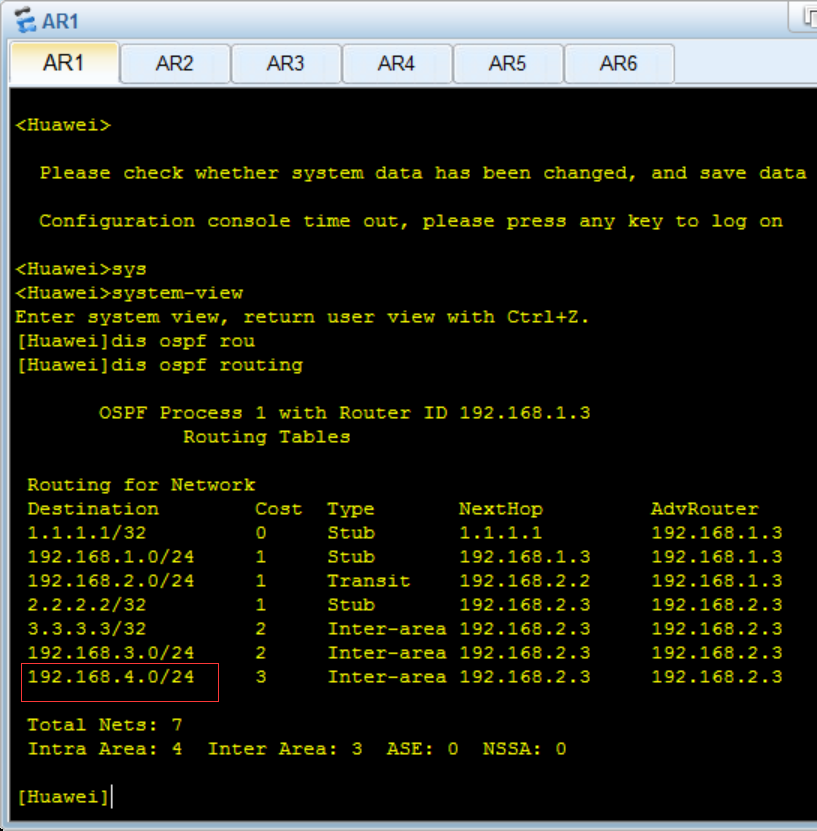 AR1
AR1 AR2 AR3 AR4 AR5 AR6
<Huawei>
Please check whether system data has been changed, and save data
Configuration console time out, please press any key to log on
<Huawei>sys
<Huawei>system-view
Enter system view, return user view with Ctrl+Z.
[Huawei]dis ospf rou
[Huawei]dis ospf routing
OSPF Process 1 with Router ID 192.168.1.3
Routing Tables
Routing for Network
Destination Cost Type NextHop AdvRouter
1.1.1.1/32 0 Stub 1.1.1.1 192.168.1.3
192.168.1.0/24 1 Stub 192.168.1.3 192.168.1.3
192.168.2.0/24 1 Transit 192.168.2.2 192.168.1.3
2.2.2.2/32 1 Stub 192.168.2.3 192.168.2.3
3.3.3.3/32 2 Inter-area 192.168.2.3 192.168.2.3
192.168.3.0/24 2 Inter-area 192.168.2.3 192.168.2.3
192.168.4.0/24 3 Inter-area 192.168.2.3 192.168.2.3
Total Nets: 7
Intra Area: 4 Inter Area: 3 ASE: 0 NSSA: 0
[Huawei]